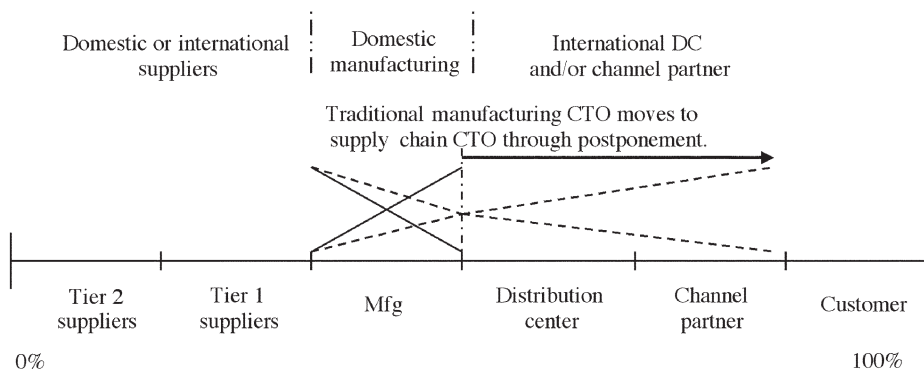 Domestic or international
suppliers
Domestic
manufacturing
International DC
and/or channel partner
Traditional manufacturing CTO moves to
supply chain CTO through postponement.
Tier 2
suppliers
Tier 1
suppliers
Mfg
Distribution
center
Channel
partner
Customer
0%
100%